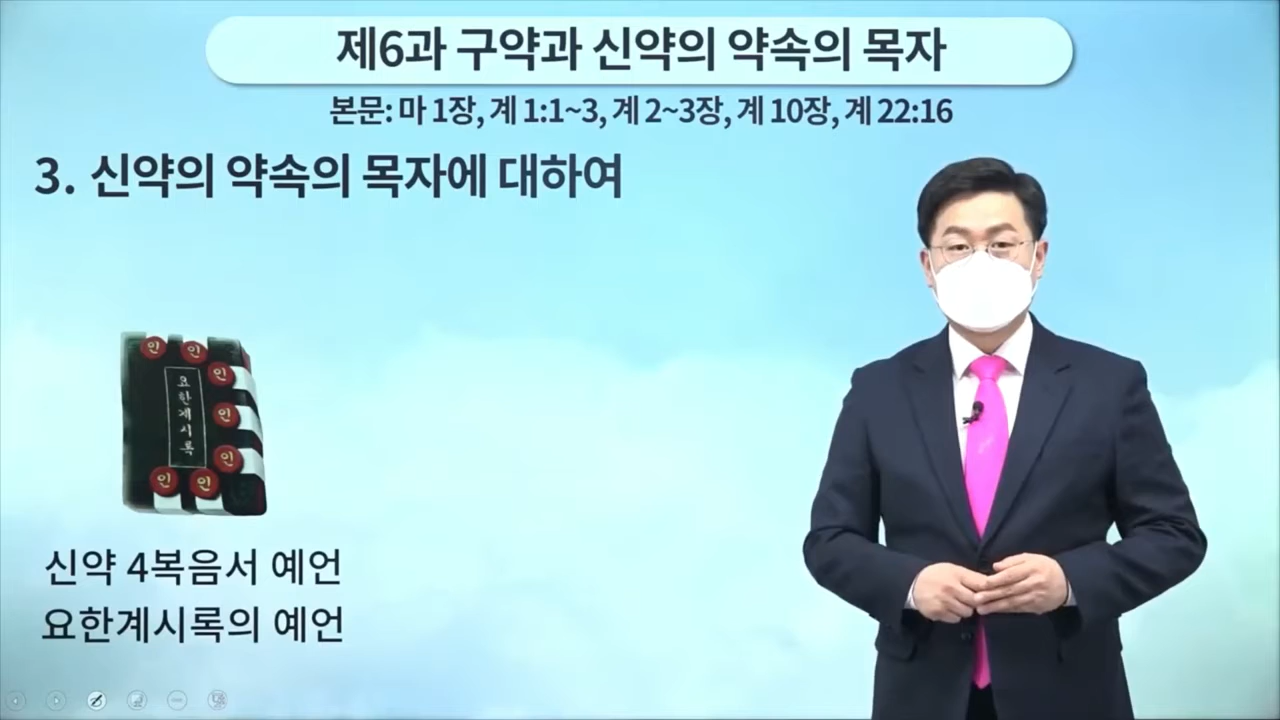 제6과 구약과 신약의 약속의 목자
본문: 마 1장, 계 1:1~3, 계 2~3장, 계 10장, 계 22:16
3. 신약의 약속의 목자에 대하여
인 인
인
요한계시록
인
인
인 인
신약 4복음서 예언
요한계시록의 예언